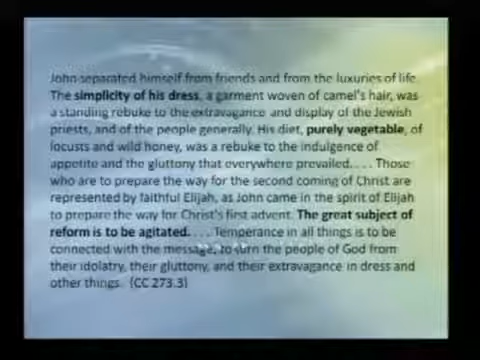 John separated himself from friends and from the luxuries of life.
The simplicity of his dress, a garment woven of camel's hair, was
a standing rebuke to the extravagance and display of the Jewish
priests, and of the people generally. His diet, purely vegetable, of
locusts and wild honey, was a rebuke to the indulgence of
appetite and the gluttony that everywhere prevailed. . . . Those
who are to prepare the way for the second coming of Christ are
represented by faithful Elijah, as John came in the spirit of Elijah
to prepare the way for Christ's first advent. The great subject of
reform is to be agitated. . . . Temperance in all things is to be
connected with the message, to turn the people of God from
their idolatry, their gluttony, and their extravagance in dress and
other things. (CC 273.3)